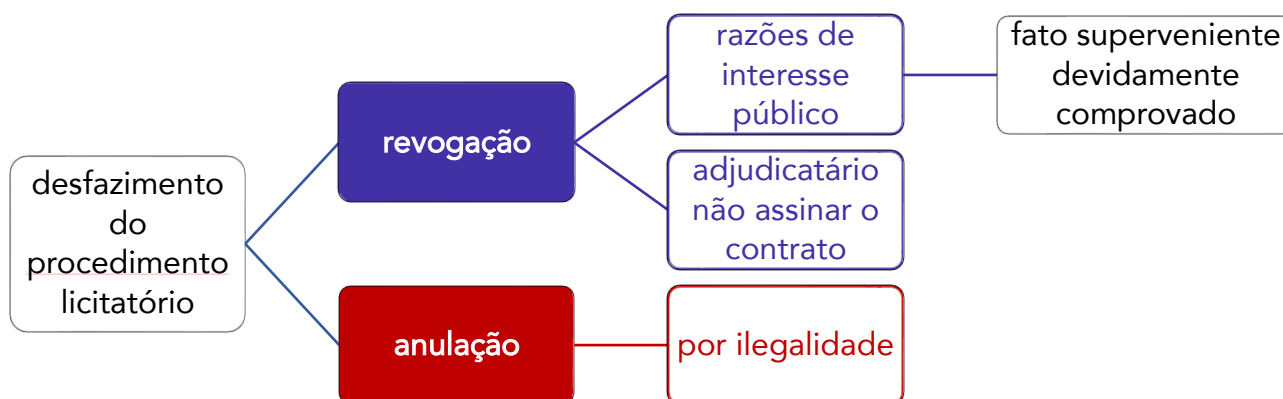 desfazimento
do
procedimento
licitatório
revogação
razões de
interesse
público
fato superveniente
devidamente
comprovado
adjudicatário
não assinar o
contrato
anulação
por ilegalidade